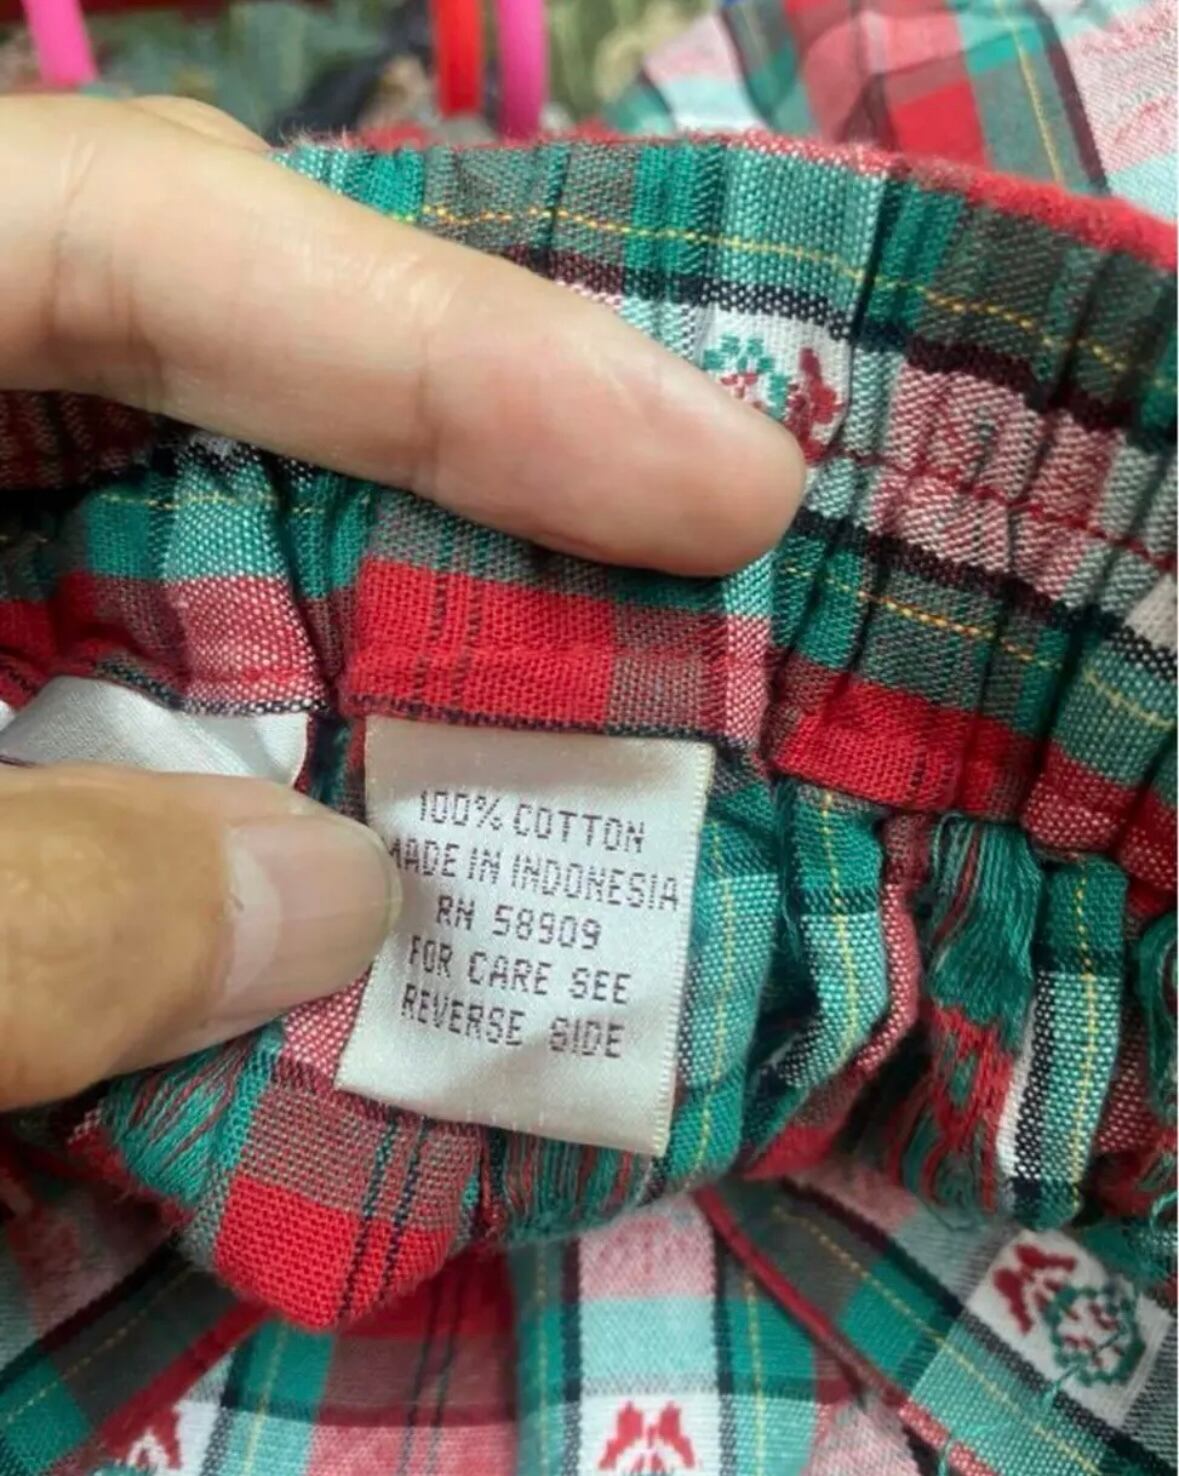 100% COTTON
MADE IN INDONESIA
RN 58909
FOR CARE SEE
REVERSE SIDE